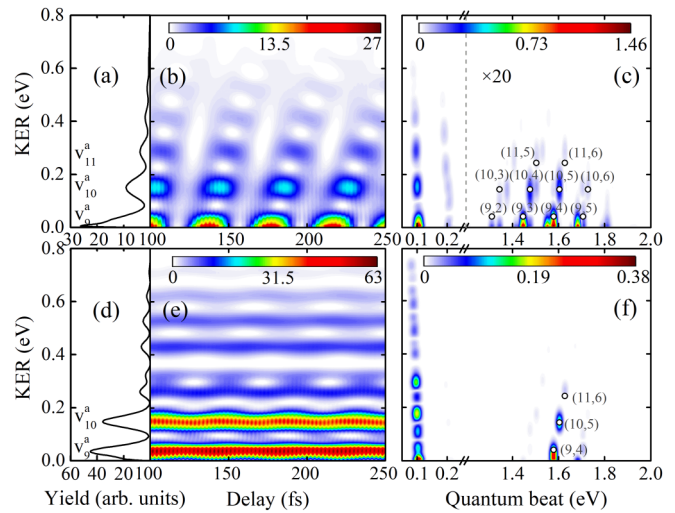 0 13.5 27
0 0.73 1.46
0.8
(a) (b) (c)
×20
0.6
KER (eV)
0.4
v₁₁ᵃ
(11,5) (11,6)
0.2
v₁₀ᵃ
(10,3) (10,4) (10,5) (10,6)
v₉ᵃ
(9,2) (9,3) (9,4) (9,5)
0.0
30 20 10 100 150 200 250 0.1 0.2 1.4 1.6 1.8 2.0
0 31.5 63
0 0.19 0.38
0.8
(d) (e) (f)
0.6
KER (eV)
0.4
(11,6)
0.2
v₁₀ᵃ
(10,5)
v₉ᵃ
(9,4)
0.0
60 40 20 100 150 200 250 0.1 0.2 1.4 1.6 1.8 2.0
Yield (arb. units) Delay (fs) Quantum beat (eV)